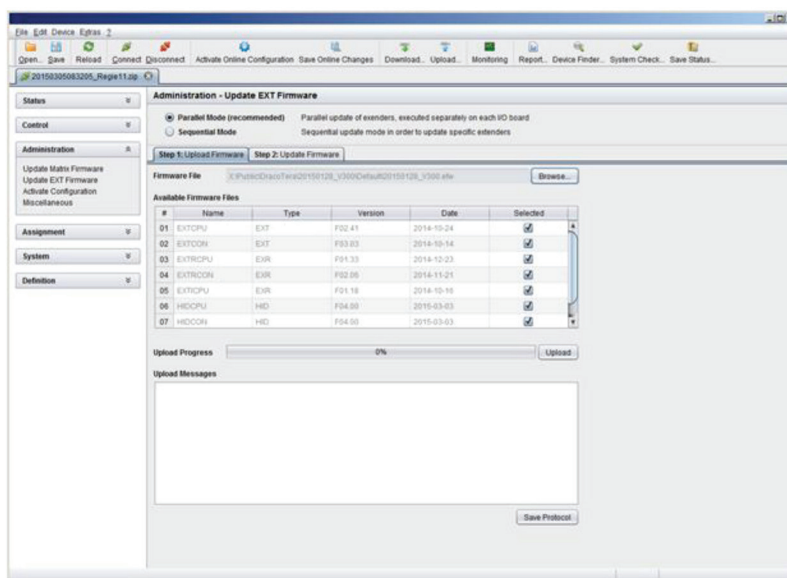 File Edit Device Extras ?
Open... Save Reload Connect Disconnect Activate Online Configuration Save Online Changes Download... Upload... Monitoring Report... Device Finder... System Check... Save Status...
20150305083205_Regie11.zip
Status
Control
Administration
Update Matrix Firmware
Update EXT Firmware
Activate Configuration
Miscellaneous
Assignment
System
Definition
Administration - Update EXT Firmware
Parallel Mode (recommended) Parallel update of exenders, executed separately on each I/O board
Sequential Mode Sequential update mode in order to update specific extenders
Step 1: Upload Firmware Step 2: Update Firmware
Firmware File X:\Public\DracoTera\20150128_V300\Default\20150128_V300.efw Browse...
Available Firmware Files
# Name Type Version Date Selected
01 EXTCPU EXT F02.41 2014-10-24
02 EXTCON EXT F03.03 2014-10-14
03 EXTRCPU EXR F01.33 2014-12-23
04 EXTRCON EXR F02.06 2014-11-21
05 EXTICPU EXR F01.18 2014-10-16
06 HIDCPU HID 2015-03-03
07 HIDCON HID 2015-03-03
Upload Progress 0% Upload
Upload Messages
Save Protocol